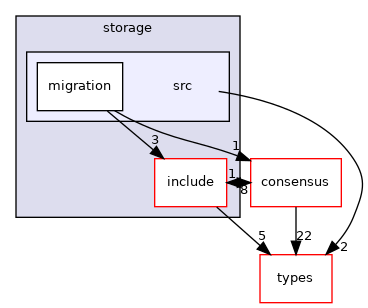 storage
migration src
3
1
include
1
8
consensus
5
22
2
types